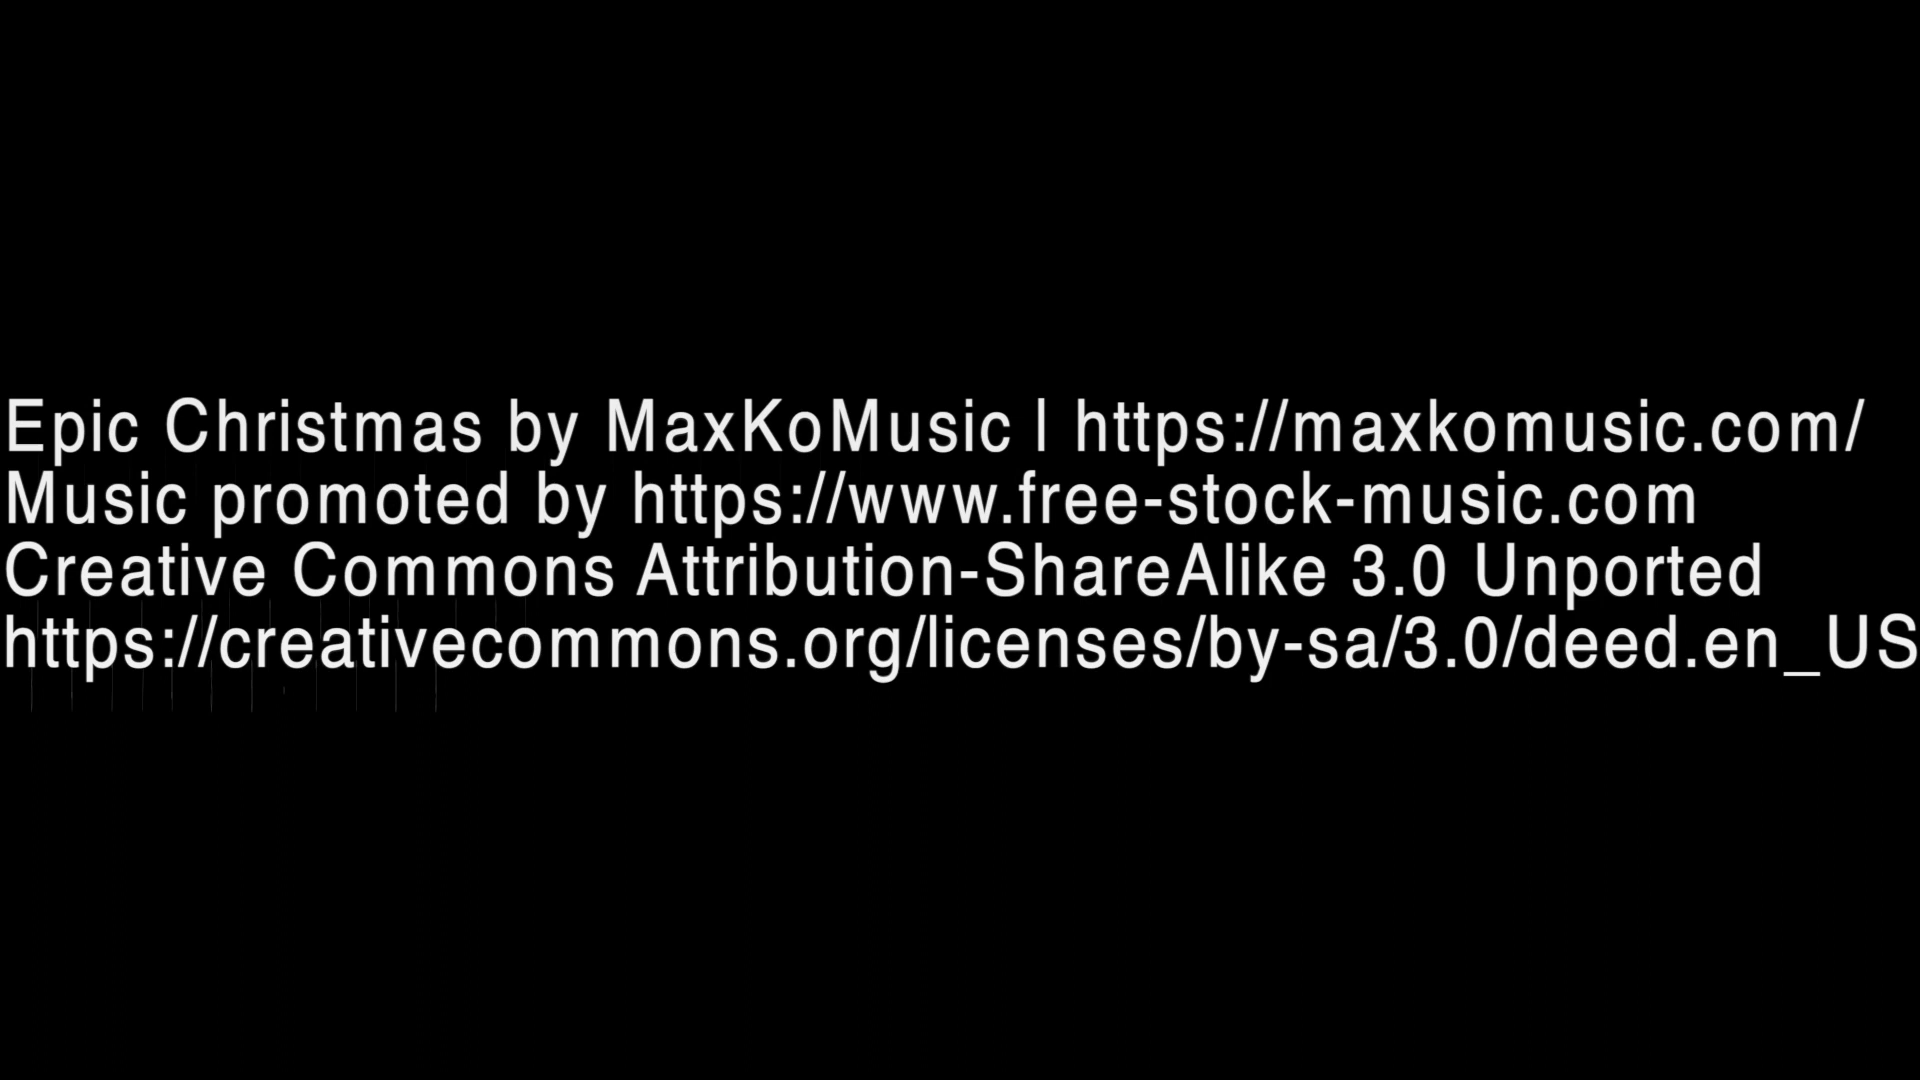 Epic Christmas by MaxKoMusic | https://maxkomusic.com/
Music promoted by https://www.free-stock-music.com
Creative Commons Attribution-ShareAlike 3.0 Unported
https://creativecommons.org/licenses/by-sa/3.0/deed.en_US